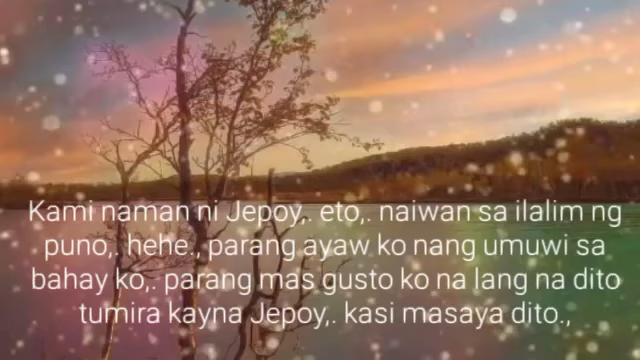 Kami naman ni Jepoy,. eto,. naiwan sa ilalim ng
puno,. hehe., parang ayaw ko nang umuwi sa
bahay ko,. parang mas gusto ko na lang na dito
tumira kayna Jepoy,. kasi masaya dito.,